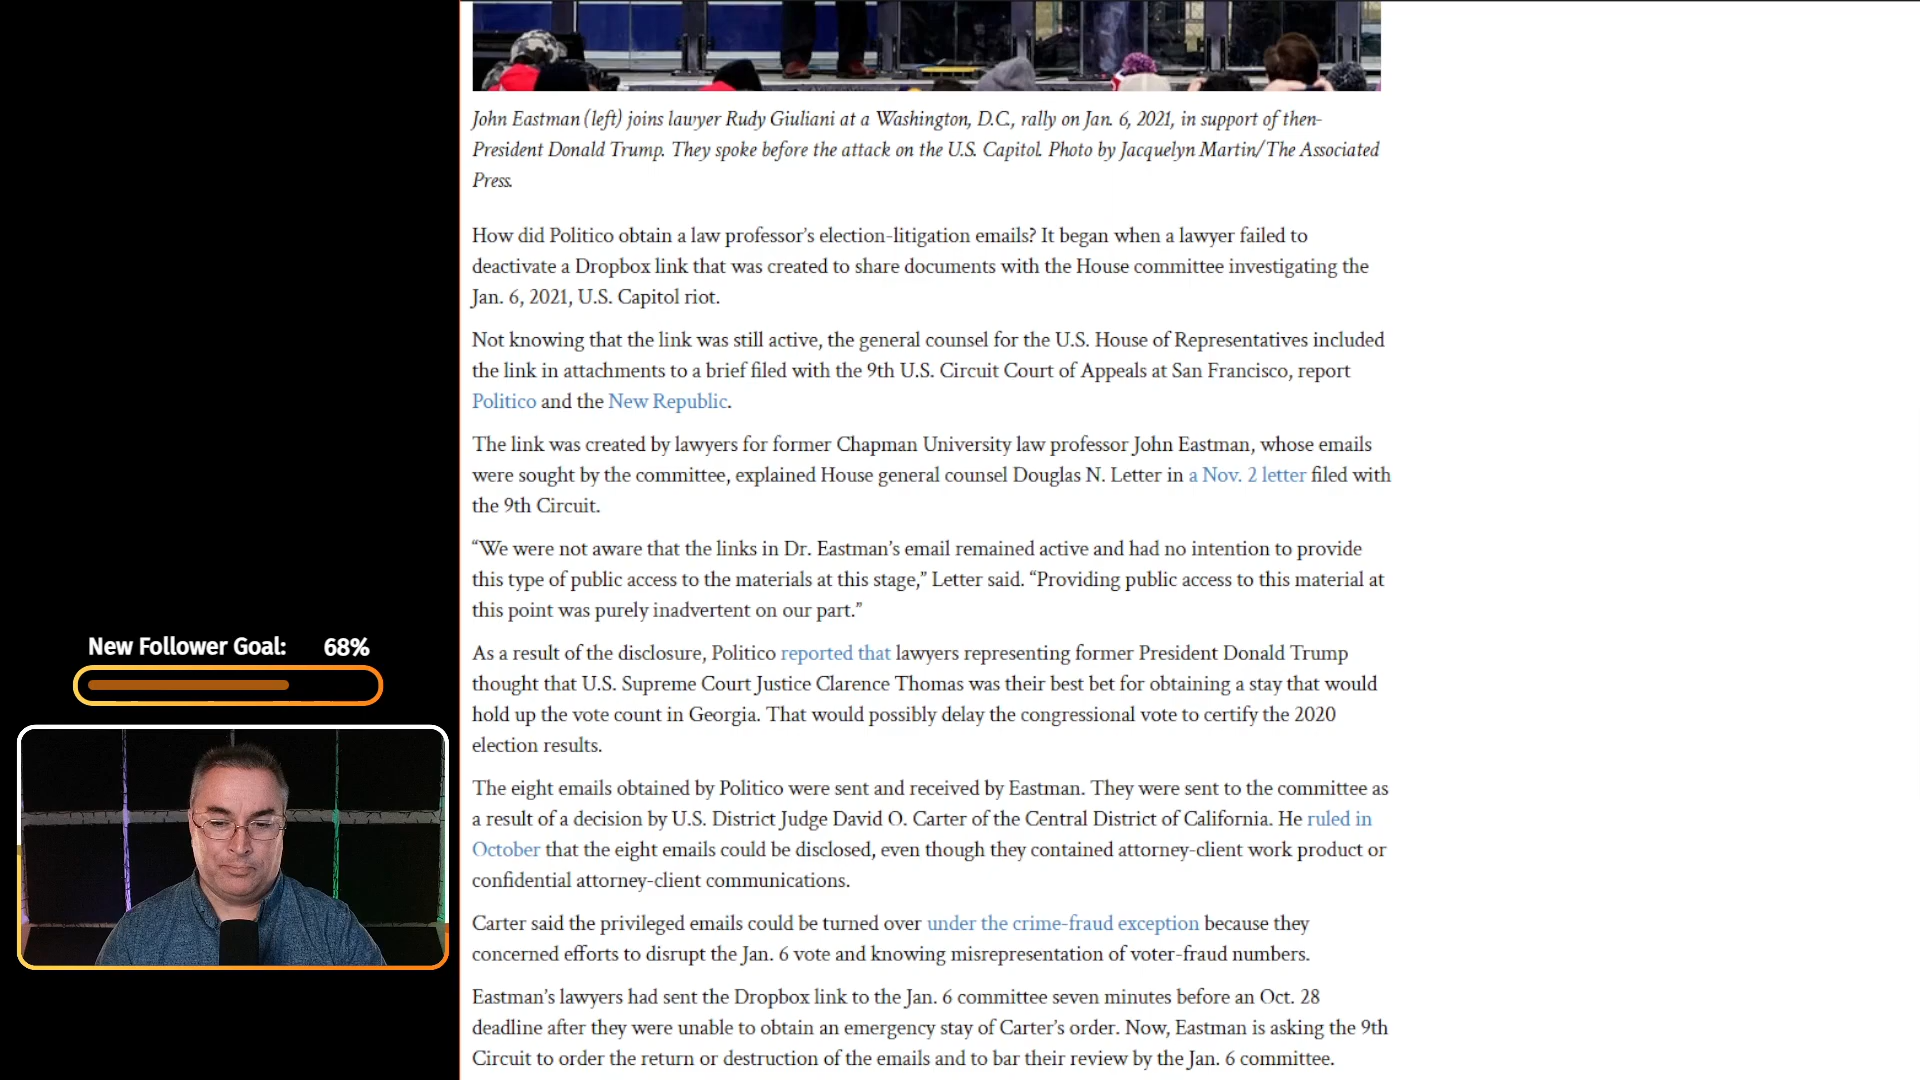 John Eastman (left) joins lawyer Rudy Giuliani at a Washington, D.C., rally on Jan. 6, 2021, in support of then-
President Donald Trump. They spoke before the attack on the U.S. Capitol. Photo by Jacquelyn Martin/The Associated
Press.
How did Politico obtain a law professor’s election-litigation emails? It began when a lawyer failed to
deactivate a Dropbox link that was created to share documents with the House committee investigating the
Jan. 6, 2021, U.S. Capitol riot.
Not knowing that the link was still active, the general counsel for the U.S. House of Representatives included
the link in attachments to a brief filed with the 9th U.S. Circuit Court of Appeals at San Francisco, report
Politico and the New Republic.
The link was created by lawyers for former Chapman University law professor John Eastman, whose emails
were sought by the committee, explained House general counsel Douglas N. Letter in a Nov. 2 letter filed with
the 9th Circuit.
“We were not aware that the links in Dr. Eastman’s email remained active and had no intention to provide
this type of public access to the materials at this stage,” Letter said. “Providing public access to this material at
this point was purely inadvertent on our part.”
As a result of the disclosure, Politico reported that lawyers representing former President Donald Trump
thought that U.S. Supreme Court Justice Clarence Thomas was their best bet for obtaining a stay that would
hold up the vote count in Georgia. That would possibly delay the congressional vote to certify the 2020
election results.
The eight emails obtained by Politico were sent and received by Eastman. They were sent to the committee as
a result of a decision by U.S. District Judge David O. Carter of the Central District of California. He ruled in
October that the eight emails could be disclosed, even though they contained attorney-client work product or
confidential attorney-client communications.
Carter said the privileged emails could be turned over under the crime-fraud exception because they
concerned efforts to disrupt the Jan. 6 vote and knowing misrepresentation of voter-fraud numbers.
Eastman’s lawyers had sent the Dropbox link to the Jan. 6 committee seven minutes before an Oct. 28
deadline after they were unable to obtain an emergency stay of Carter’s order. Now, Eastman is asking the 9th
Circuit to order the return or destruction of the emails and to bar their review by the Jan. 6 committee.
New Follower Goal: 68%